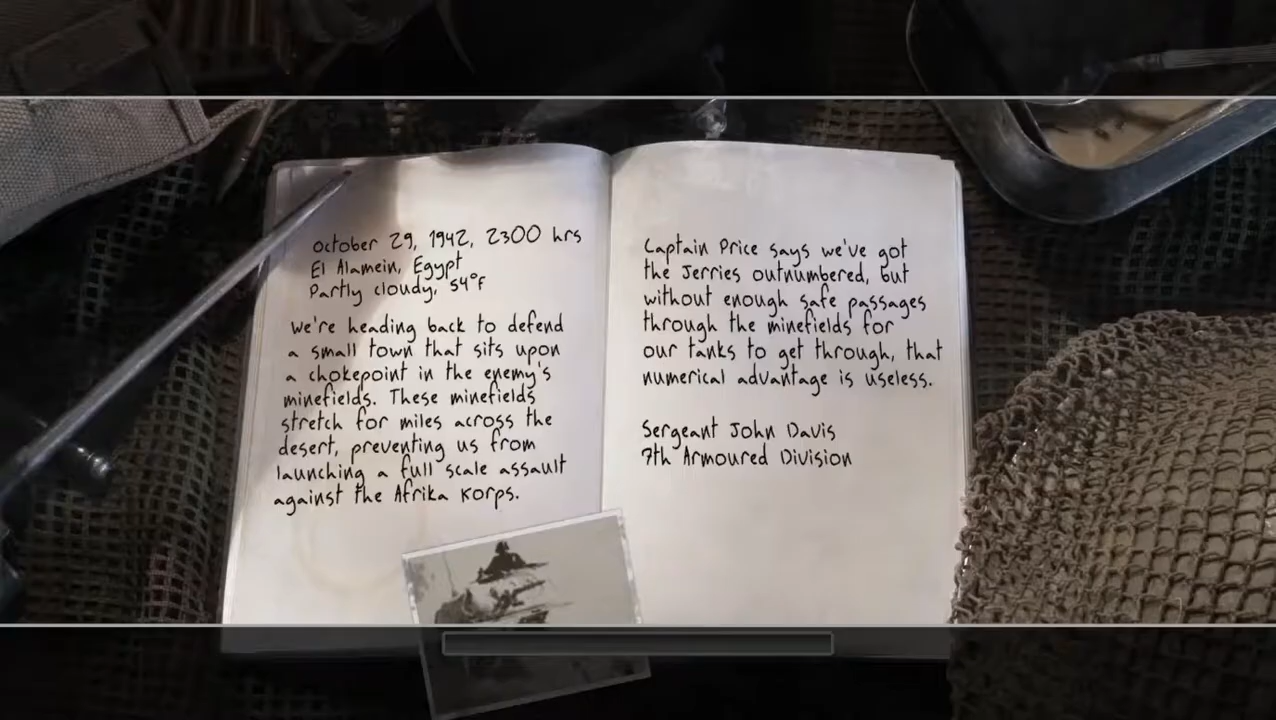 October 29, 1942, 2300 hrs
El Alamein, Egypt
Partly cloudy, 54°F
We're heading back to defend
a small town that sits upon
a chokepoint in the enemy's
minefields. These minefields
stretch for miles across the
desert, preventing us from
launching a full scale assault
against the Afrika Korps.
Captain Price says we've got
the Jerries outnumbered, but
without enough safe passages
through the minefields for
our tanks to get through, that
numerical advantage is useless.
Sergeant John Davis
7th Armoured Division